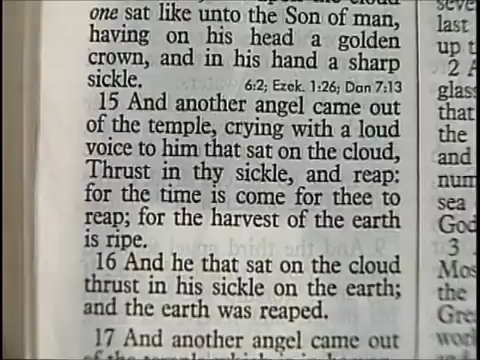 one sat like unto the Son of man,
having on his head a golden
crown, and in his hand a sharp
sickle. 6:2; Ezek. 1:26; Dan 7:13
15 And another angel came out
of the temple, crying with a loud
voice to him that sat on the cloud,
Thrust in thy sickle, and reap:
for the time is come for thee to
reap; for the harvest of the earth
is ripe.
16 And he that sat on the cloud
thrust in his sickle on the earth;
and the earth was reaped.
17 And another angel came out
last
up t
2 A
glass
that
the
and
num
sea
God
3
Mos
the
Grea